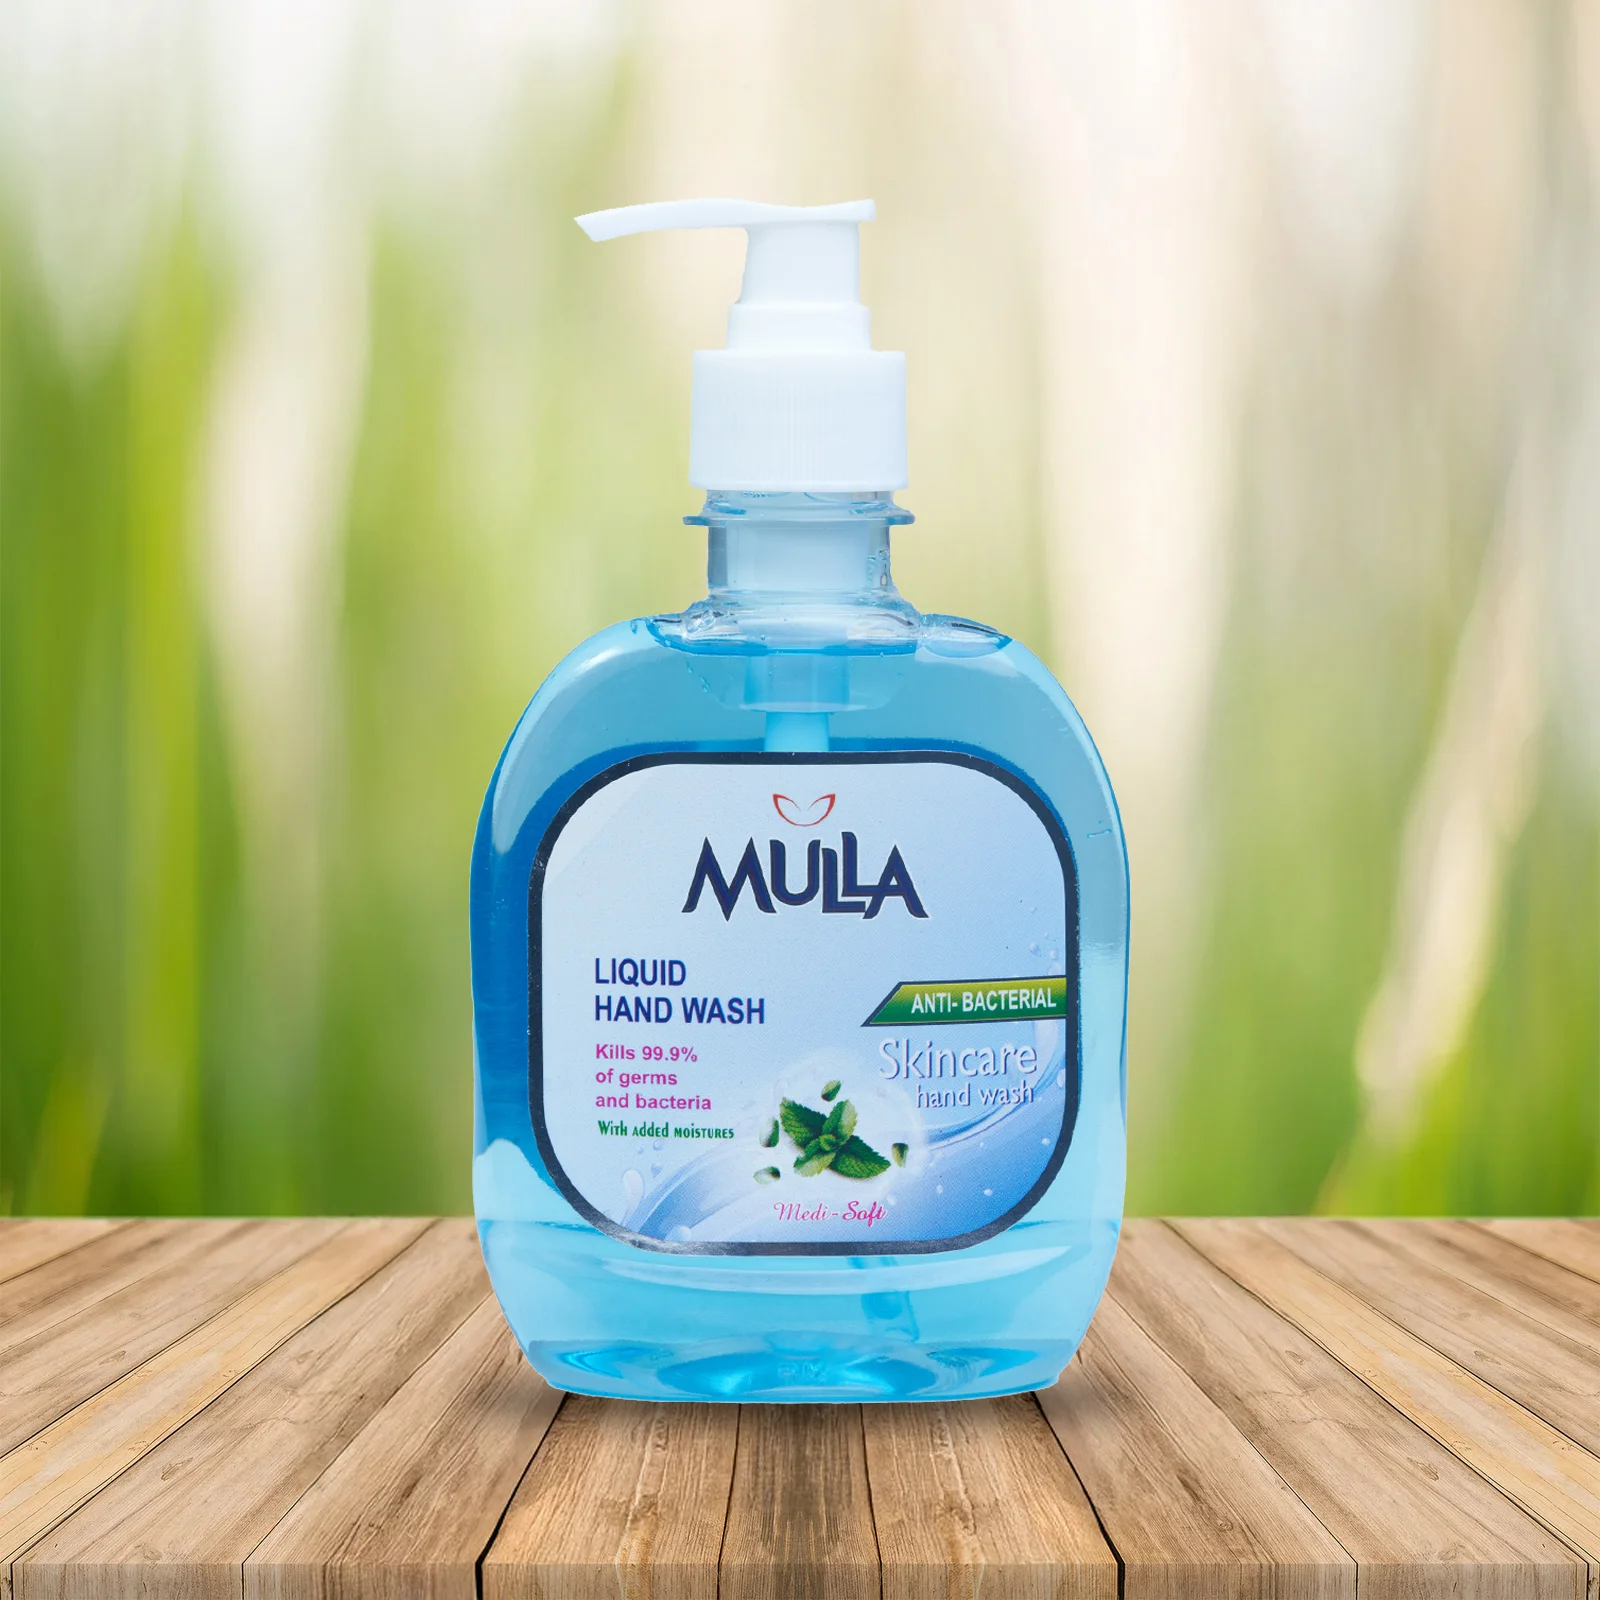 MULLA
LIQUID
HAND WASH
Kills 99.9%
of germs
and bacteria
With added moistures
ANTI- BACTERIAL
Skincare
hand wash
Medi-Soft